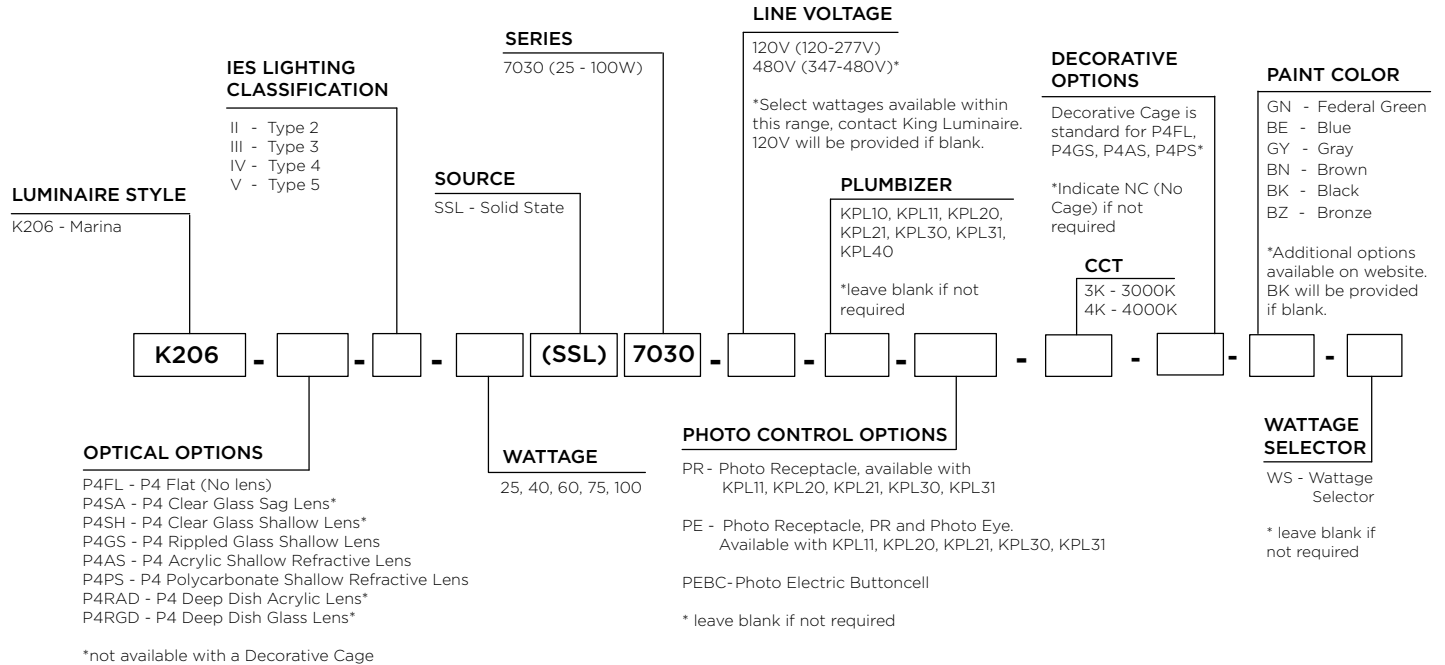 LUMINAIRE STYLE
K206 - Marina
IES LIGHTING
CLASSIFICATION
II - Type 2
III - Type 3
IV - Type 4
V - Type 5
SOURCE
SSL - Solid State
SERIES
7030 (25 - 100W)
LINE VOLTAGE
120V (120-277V)
480V (347-480V)*
*Select wattages available within
this range, contact King Luminaire.
120V will be provided if blank.
PLUMBIZER
KPL10, KPL11, KPL20,
KPL21, KPL30, KPL31,
KPL40
*leave blank if not
required
DECORATIVE
OPTIONS
Decorative Cage is
standard for P4FL,
P4GS, P4AS, P4PS*
*Indicate NC (No
Cage) if not
required
CCT
3K - 3000K
4K - 4000K
PAINT COLOR
GN - Federal Green
BE - Blue
GY - Gray
BN - Brown
BK - Black
BZ - Bronze
*Additional options
available on website.
BK will be provided
if blank.
K206 - - - (SSL) 7030 - - - - - -
OPTICAL OPTIONS
P4FL - P4 Flat (No lens)
P4SA - P4 Clear Glass Sag Lens*
P4SH - P4 Clear Glass Shallow Lens*
P4GS - P4 Rippled Glass Shallow Lens
P4AS - P4 Acrylic Shallow Refractive Lens
P4PS - P4 Polycarbonate Shallow Refractive Lens
P4RAD - P4 Deep Dish Acrylic Lens*
P4RGD - P4 Deep Dish Glass Lens*
*not available with a Decorative Cage
WATTAGE
25, 40, 60, 75, 100
PHOTO CONTROL OPTIONS
PR - Photo Receptacle, available with
KPL11, KPL20, KPL21, KPL30, KPL31
PE - Photo Receptacle, PR and Photo Eye.
Available with KPL11, KPL20, KPL21, KPL30, KPL31
PEBC-Photo Electric Buttoncell
* leave blank if not required
WATTAGE
SELECTOR
WS - Wattage
Selector
* leave blank if
not required